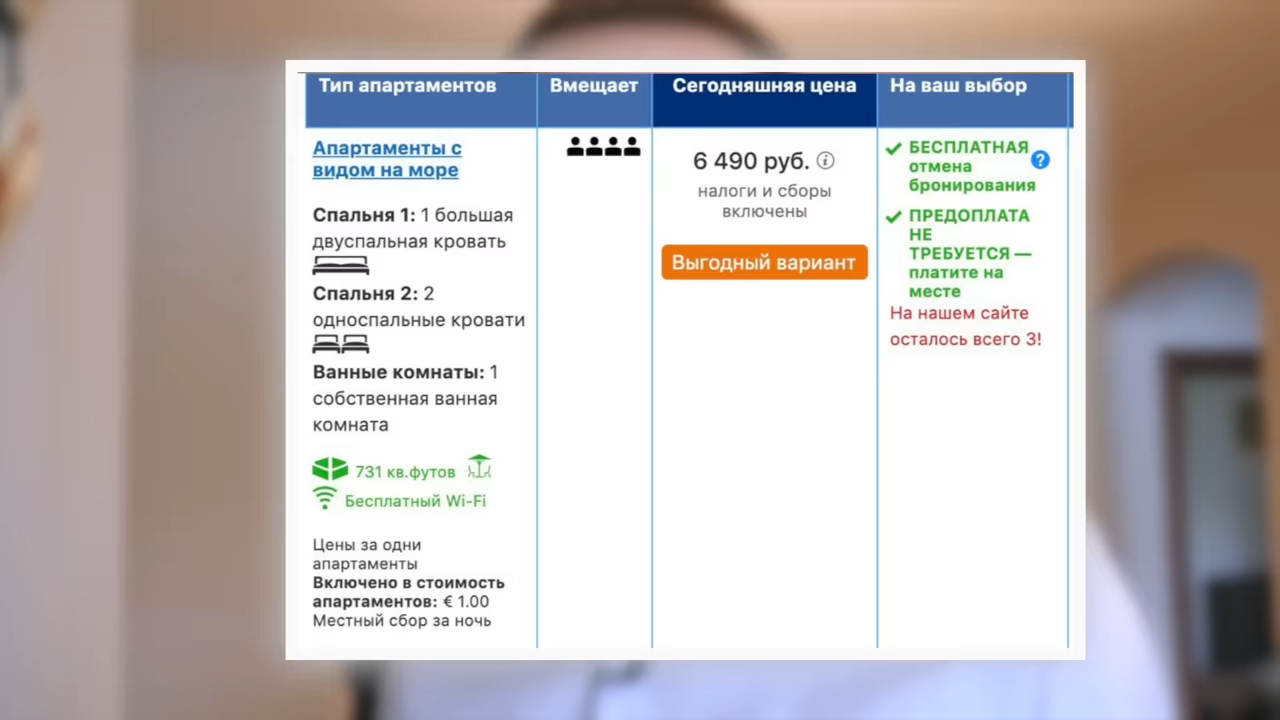 Тип апартаментов
Вмещает
Сегодняшняя цена
На ваш выбор
Апартаменты с
видом на море
Спальня 1: 1 большая
двуспальная кровать
Спальня 2: 2
односпальные кровати
Ванные комнаты: 1
собственная ванная
комната
731 кв.футов
Бесплатный Wi-Fi
Цены за одни
апартаменты
Включено в стоимость
апартаментов: € 1.00
Местный сбор за ночь
6 490 руб.
налоги и сборы
включены
Выгодный вариант
БЕСПЛАТНАЯ
отмена
бронирования
ПРЕДОПЛАТА
НЕ
ТРЕБУЕТСЯ —
платите на
месте
На нашем сайте
осталось всего 3!